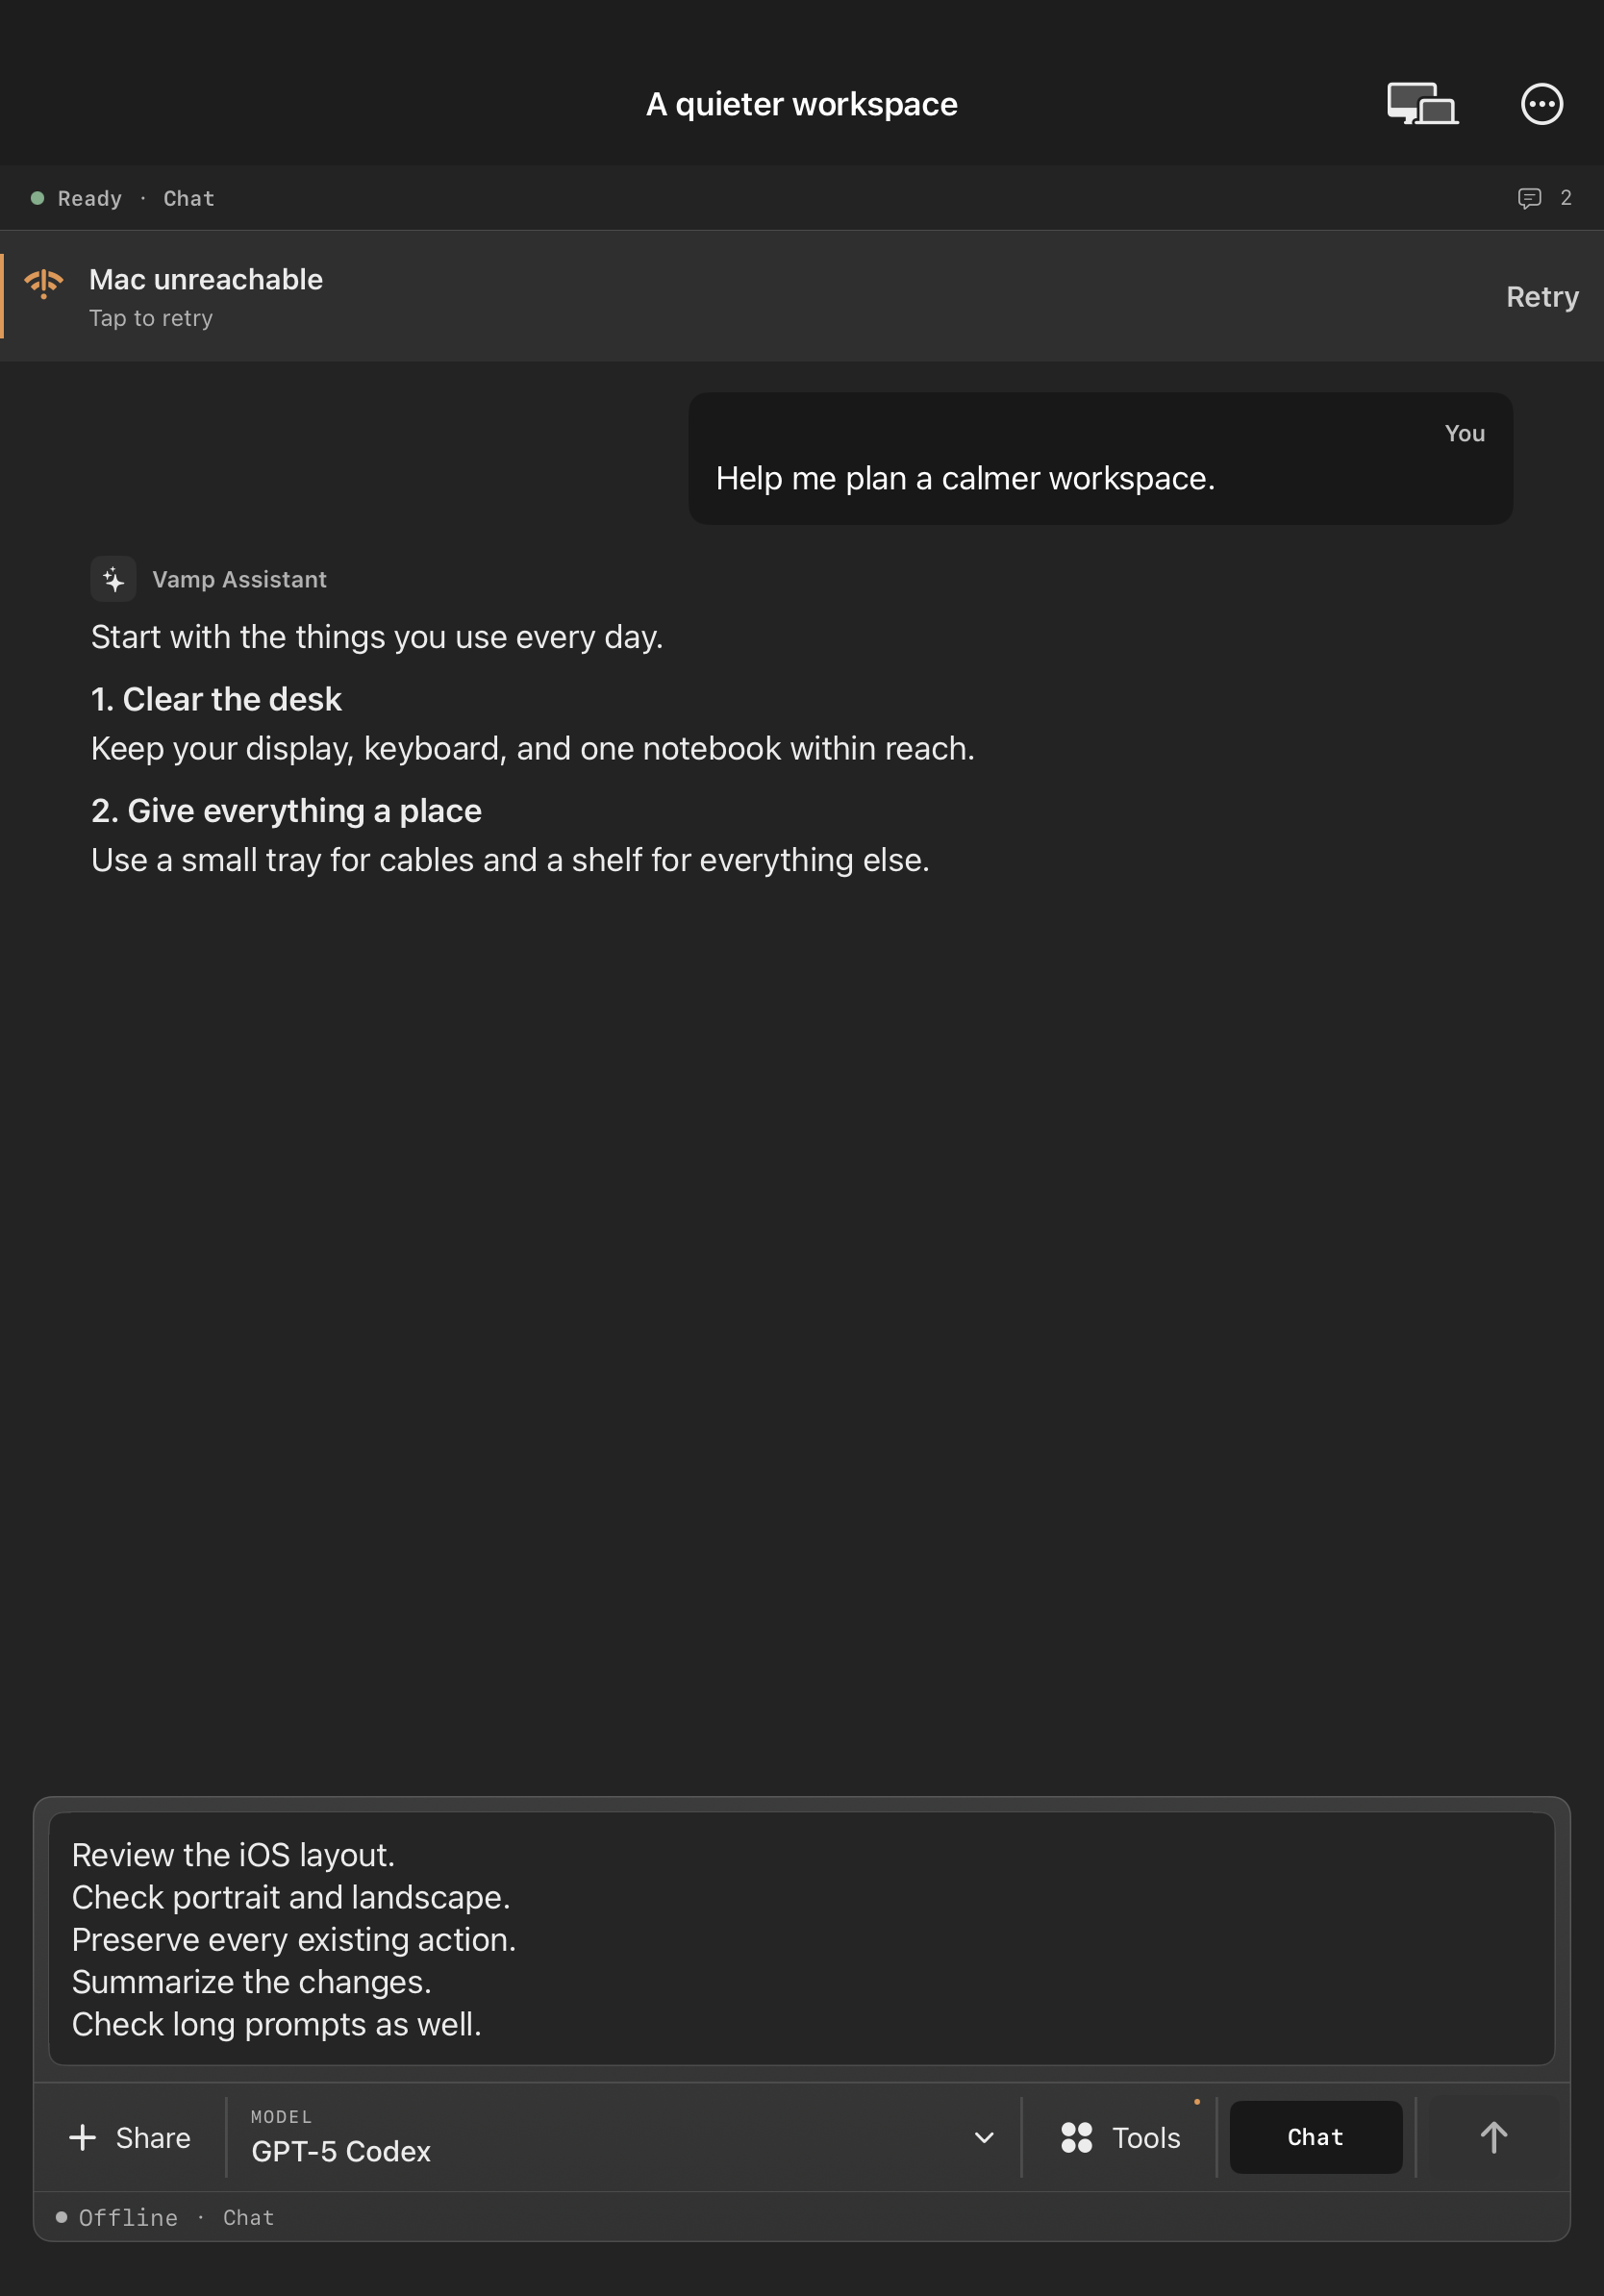 A quieter workspace
Ready · Chat
2
Mac unreachable
Tap to retry
Retry
You
Help me plan a calmer workspace.
Vamp Assistant
Start with the things you use every day.
1. Clear the desk
Keep your display, keyboard, and one notebook within reach.
2. Give everything a place
Use a small tray for cables and a shelf for everything else.
Review the iOS layout.
Check portrait and landscape.
Preserve every existing action.
Summarize the changes.
Check long prompts as well.
Share
MODEL
GPT-5 Codex
Tools
Chat
Offline · Chat